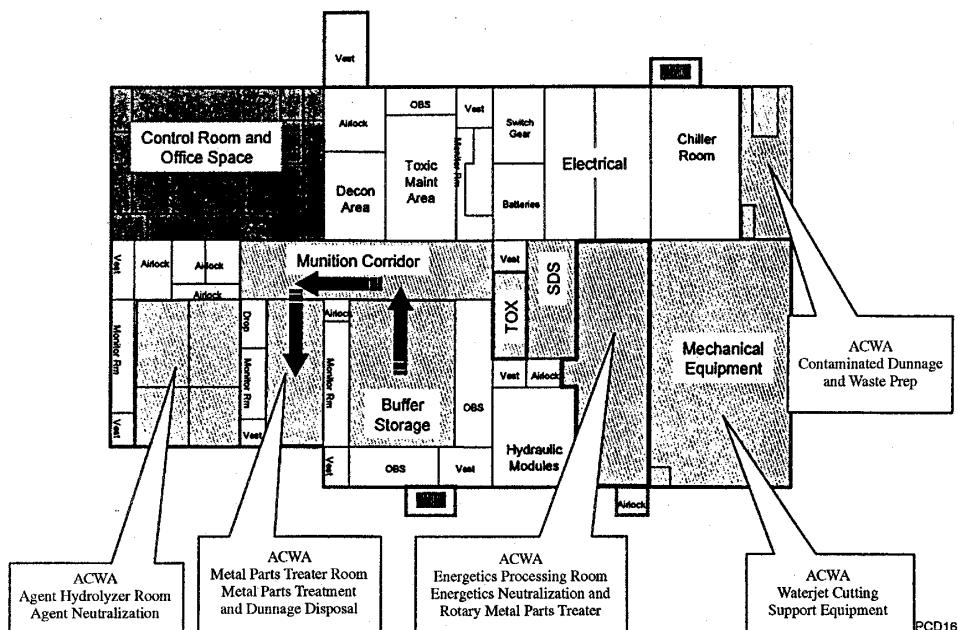 Vest
Control Room and
Office Space
Airlock
OBS
Vest
Switch
Gear
Electrical
Chiller
Room
Decon
Area
Toxic
Maint
Area
Monitor Rm
Batteries
Vest
Airlock
Airlock
Airlock
Munition Corridor
Vest
SDS
TOX
Monitor Rm
Drop
Monitor Rm
Airlock
Monitor Rm
Mechanical
Equipment
Vest
Airlock
Buffer
Storage
OBS
Vest
Vest
Vest
OBS
Vest
Hydraulic
Modules
Airlock
ACWA
Contaminated Dunnage
and Waste Prep
ACWA
Agent Hydrolyzer Room
Agent Neutralization
ACWA
Metal Parts Treater Room
Metal Parts Treatment
and Dunnage Disposal
ACWA
Energetics Processing Room
Energetics Neutralization and
Rotary Metal Parts Treater
ACWA
Waterjet Cutting
Support Equipment
PCD16